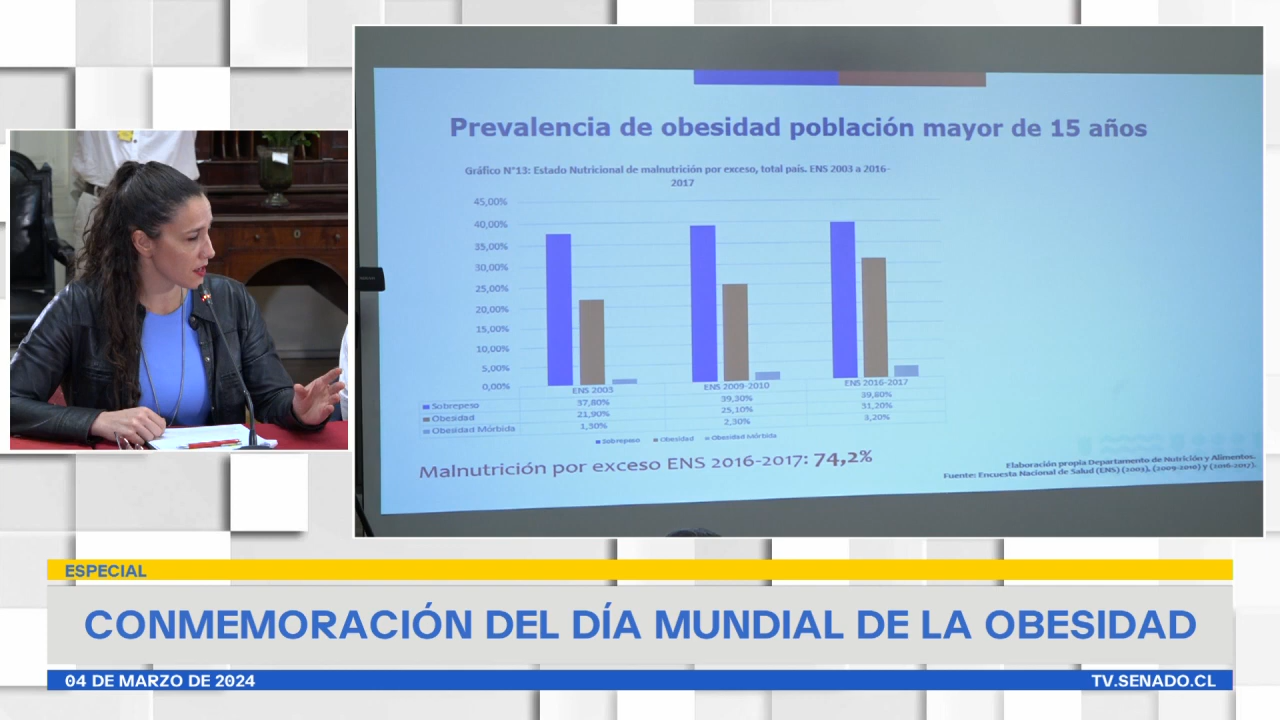 Prevalencia de obesidad población mayor de 15 años
Gráfico N°13: Estado Nutricional de malnutrición por exceso, total país. ENS 2003 a 2016-
2017
45,00%
40,00%
35,00%
30,00%
25,00%
20,00%
15,00%
10,00%
5,00%
0,00%
ENS 2003 ENS 2009-2010 ENS 2016-2017
Sobrepeso 37,80% 39,30% 39,80%
Obesidad 21,90% 25,10% 31,20%
Obesidad Mórbida 1,30% 2,30% 3,20%
Sobrepeso Obesidad Obesidad Mórbida
Malnutrición por exceso ENS 2016-2017: 74,2%
Elaboración propia Departamento de Nutrición y Alimentos.
Fuente: Encuesta Nacional de Salud (ENS) (2003), (2009-2010) y (2016-2017).
ESPECIAL
CONMEMORACIÓN DEL DÍA MUNDIAL DE LA OBESIDAD
04 DE MARZO DE 2024
TV.SENADO.CL